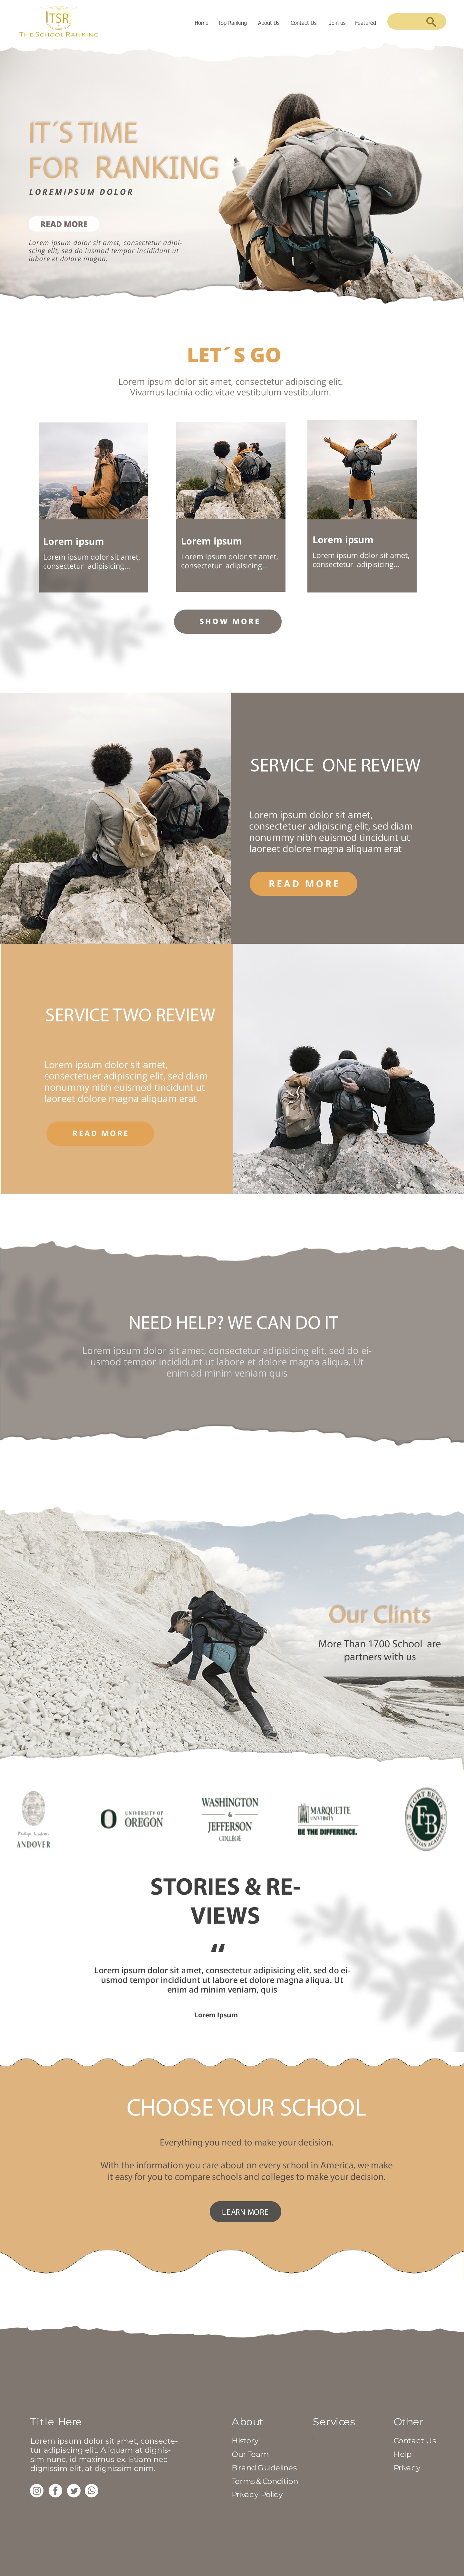 TSR
THE SCHOOL RANKING
Home Top Ranking About Us Contact Us Join us Featured
IT´S TIME
FOR RANKING
LOREMIPSUM DOLOR
READ MORE
Lorem ipsum dolor sit amet, consectetur adipi-
scing elit, sed do iusmod tempor incididunt ut
labore et dolore magna.
LET´S GO
Lorem ipsum dolor sit amet, consectetur adipiscing elit.
Vivamus lacinia odio vitae vestibulum vestibulum.
Lorem ipsum
Lorem ipsum dolor sit amet,
consectetur adipisicing...
Lorem ipsum
Lorem ipsum dolor sit amet,
consectetur adipisicing...
Lorem ipsum
Lorem ipsum dolor sit amet,
consectetur adipisicing...
SHOW MORE
SERVICE ONE REVIEW
Lorem ipsum dolor sit amet,
consectetuer adipiscing elit, sed diam
nonummy nibh euismod tincidunt ut
laoreet dolore magna aliquam erat
READ MORE
SERVICE TWO REVIEW
Lorem ipsum dolor sit amet,
consectetuer adipiscing elit, sed diam
nonummy nibh euismod tincidunt ut
laoreet dolore magna aliquam erat
READ MORE
NEED HELP? WE CAN DO IT
Lorem ipsum dolor sit amet, consectetur adipisicing elit, sed do ei-
usmod tempor incididunt ut labore et dolore magna aliqua. Ut
enim ad minim veniam quis
Our Clints
More Than 1700 School are
partners with us
ANDOVER
O UNIVERSITY OF
OREGON
WASHINGTON
&
JEFFERSON
COLLEGE
MARQUETTE
UNIVERSITY
BE THE DIFFERENCE.
FORT BEND
FB
CHRISTIAN ACADEMY
STORIES & RE-
VIEWS
“
Lorem ipsum dolor sit amet, consectetur adipisicing elit, sed do ei-
usmod tempor incididunt ut labore et dolore magna aliqua. Ut
enim ad minim veniam, quis
Lorem Ipsum
CHOOSE YOUR SCHOOL
Everything you need to make your decision.
With the information you care about on every school in America, we make
it easy for you to compare schools and colleges to make your decision.
LEARN MORE
Title Here
Lorem ipsum dolor sit amet, consecte-
tur adipiscing elit. Aliquam at dignis-
sim nunc, id maximus ex. Etiam nec
dignissim elit, at dignissim enim.
About
History
Our Team
Brand Guidelines
Terms & Condition
Privacy Policy
Services
Other
Contact Us
Help
Privacy